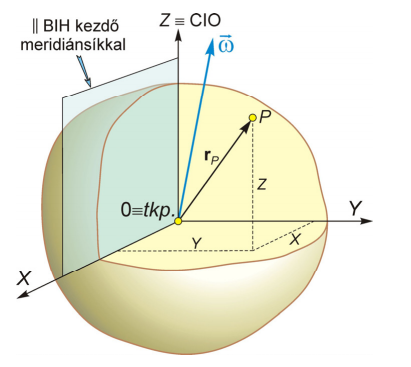 || BIH kezdő
meridiánsíkkal
Z ≡ CIO
ω⃗
P
r_P
Z
0≡tkp.
Y
Y
X
X